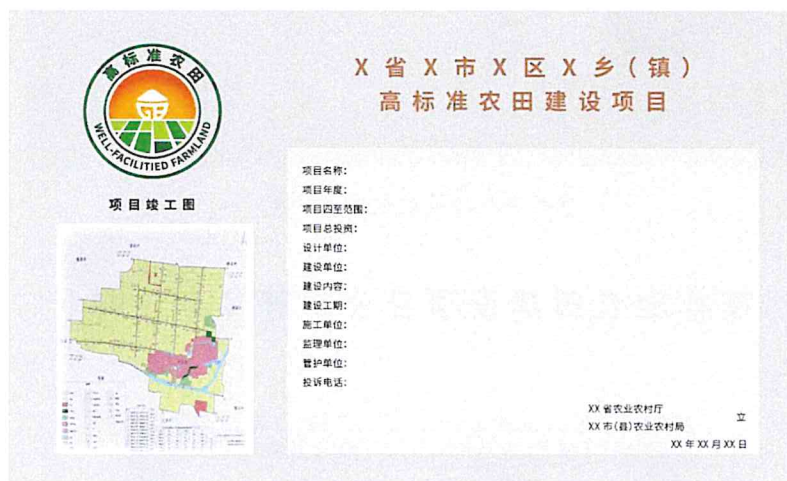 高标准农田
WELL-FACILITIED FARMLAND
项目竣工图
X省X市X区X乡(镇)
高标准农田建设项目
项目名称：
项目年度：
项目四至范围：
项目总投资：
设计单位：
建设单位：
建设内容：
建设工期：
施工单位：
监理单位：
管护单位：
投诉电话：
XX 省农业农村厅
XX 市(县)农业农村局
立
XX 年 XX 月 XX 日